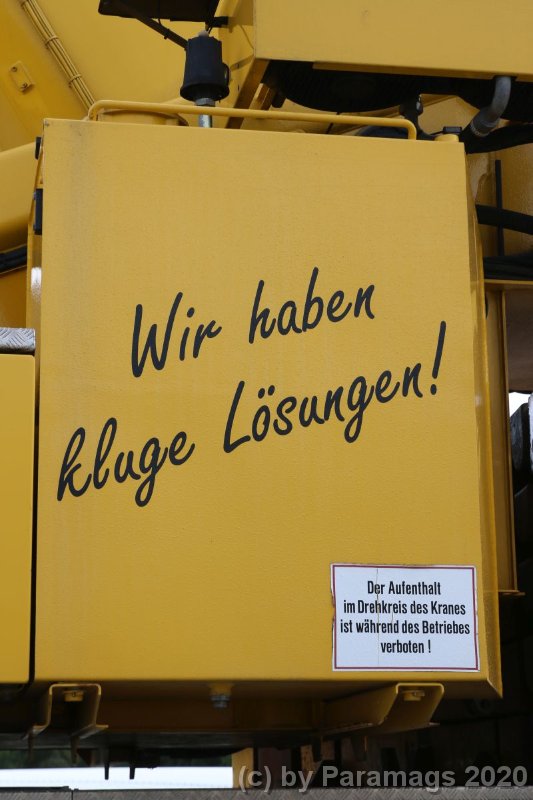 Wir haben
kluge Lösungen!
Der Aufenthalt
im Drehkreis des Kranes
ist während des Betriebes
verboten !
(c) by Paramags 2020